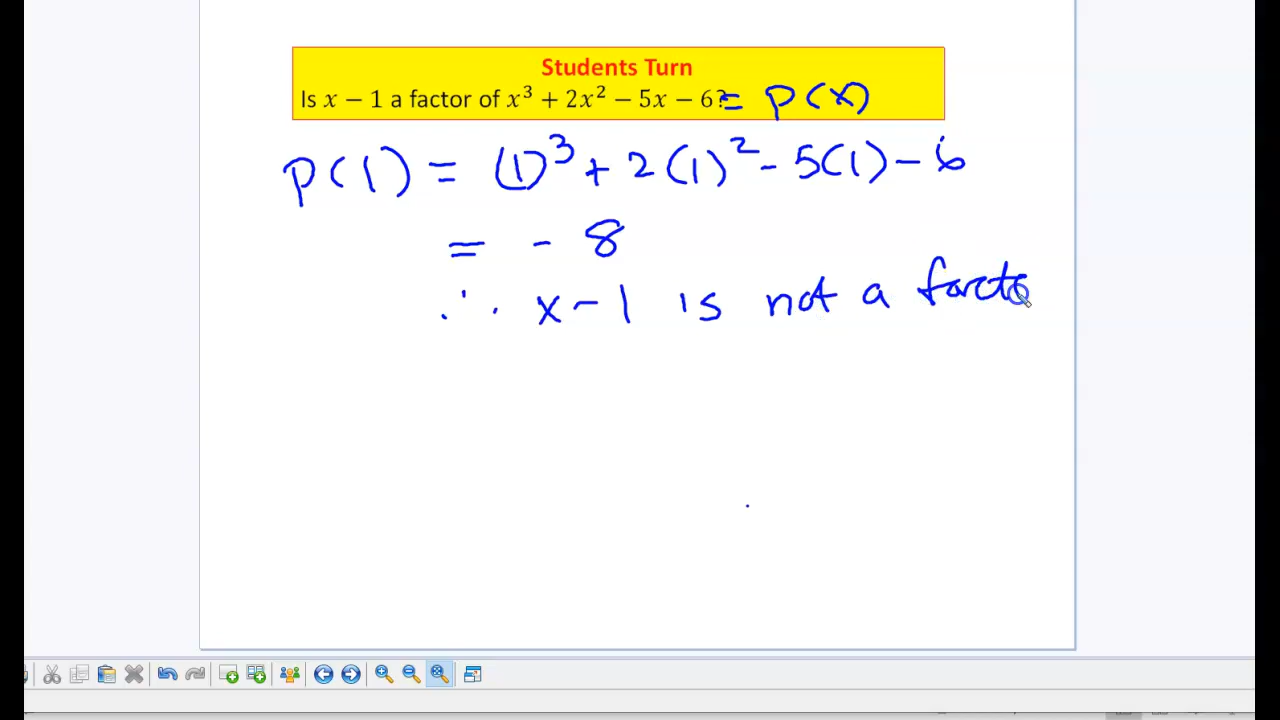 Students Turn
Is x − 1 a factor of x³ + 2x² − 5x − 6? = P(x)
P(1) = (1)³ + 2(1)² - 5(1) - 6
= - 8
∴ x - 1 is not a facto